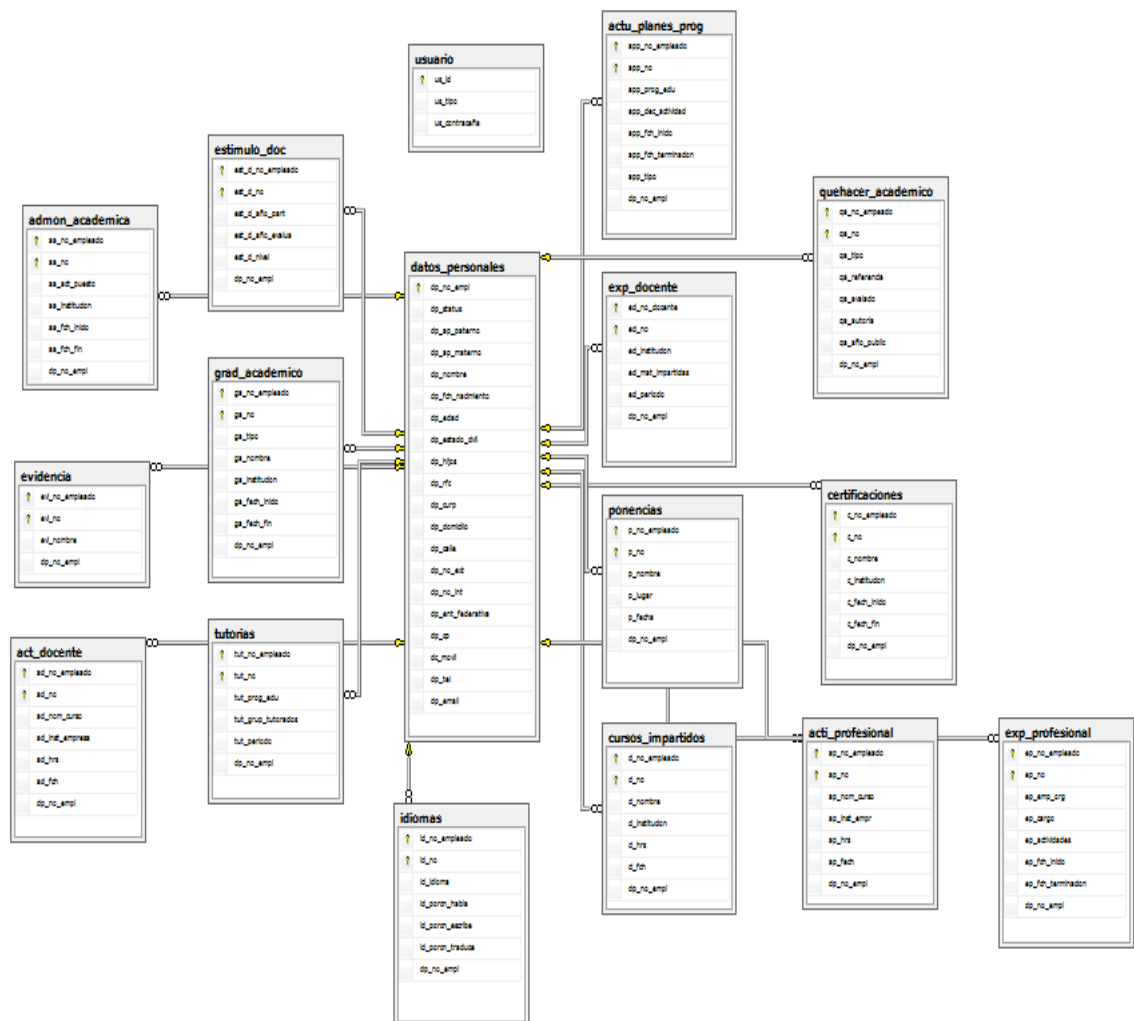 usuario
us_id
us_tipo
us_contraceña
actu_planes_prog
app_no_empleado
app_no
app_prog_edu
app_dec_actividad
app_fch_inicio
app_fch_terminacion
app_tipo
dp_no_empl
estimulo_doc
est_d_no_empleado
est_d_no
est_d_año_part
est_d_año_evalua
est_d_nivel
dp_no_empl
quehacer_academico
qa_no_empeado
qa_no
qa_tipo
qa_referencia
qa_avalado
qa_autoria
qa_año_public
dp_no_empl
admon_academica
aa_no_empleado
aa_no
aa_act_puesto
aa_institucion
aa_fch_inicio
aa_fch_fin
dp_no_empl
datos_personales
dp_no_empl
dp_status
dp_ap_paterno
dp_ap_materno
dp_nombre
dp_fch_nacimiento
dp_edad
dp_estado_civil
dp_hijos
dp_rfc
dp_curp
dp_domicilio
dp_calle
dp_no_ext
dp_no_int
dp_ent_federativa
dp_cp
dc_movil
dp_tel
dp_email
exp_docente
ed_no_docente
ed_no
ed_institucion
ed_mat_impartidas
ed_periodo
dp_no_empl
grad_academico
ga_no_empleado
ga_no
ga_tipo
ga_nombre
ga_institucion
ga_fech_inicio
ga_fech_fin
dp_no_empl
evidencia
evi_no_empleado
evi_no
evi_nombre
dp_no_empl
certificaciones
c_no_empleado
c_no
c_nombre
c_institucion
c_fech_inicio
c_fech_fin
dp_no_empl
ponencias
p_no_empleado
p_no
p_nombre
p_lugar
p_fecha
dp_no_empl
tutorias
tut_no_empleado
tut_no
tut_prog_edu
tut_grup_tutorados
tut_periodo
dp_no_empl
act_docente
ad_no_empleado
ad_no
ad_nom_curso
ad_inst_empresa
ad_hrs
ad_fch
dp_no_empl
cursos_impartidos
ci_no_empleado
ci_no
ci_nombre
ci_institucion
ci_hrs
ci_fch
dp_no_empl
acti_profesional
ap_no_empleado
ap_no
ap_nom_curso
ap_inst_empr
ap_hrs
ap_fech
dp_no_empl
exp_profesional
ep_no_empleado
ep_no
ep_emp_org
ep_cargo
ep_actividades
ep_fch_inicio
ep_fch_terminacion
dp_no_empl
idiomas
id_no_empleado
id_no
id_idioma
id_porcn_habla
id_porcn_escribe
id_porcn_traduce
dp_no_empl